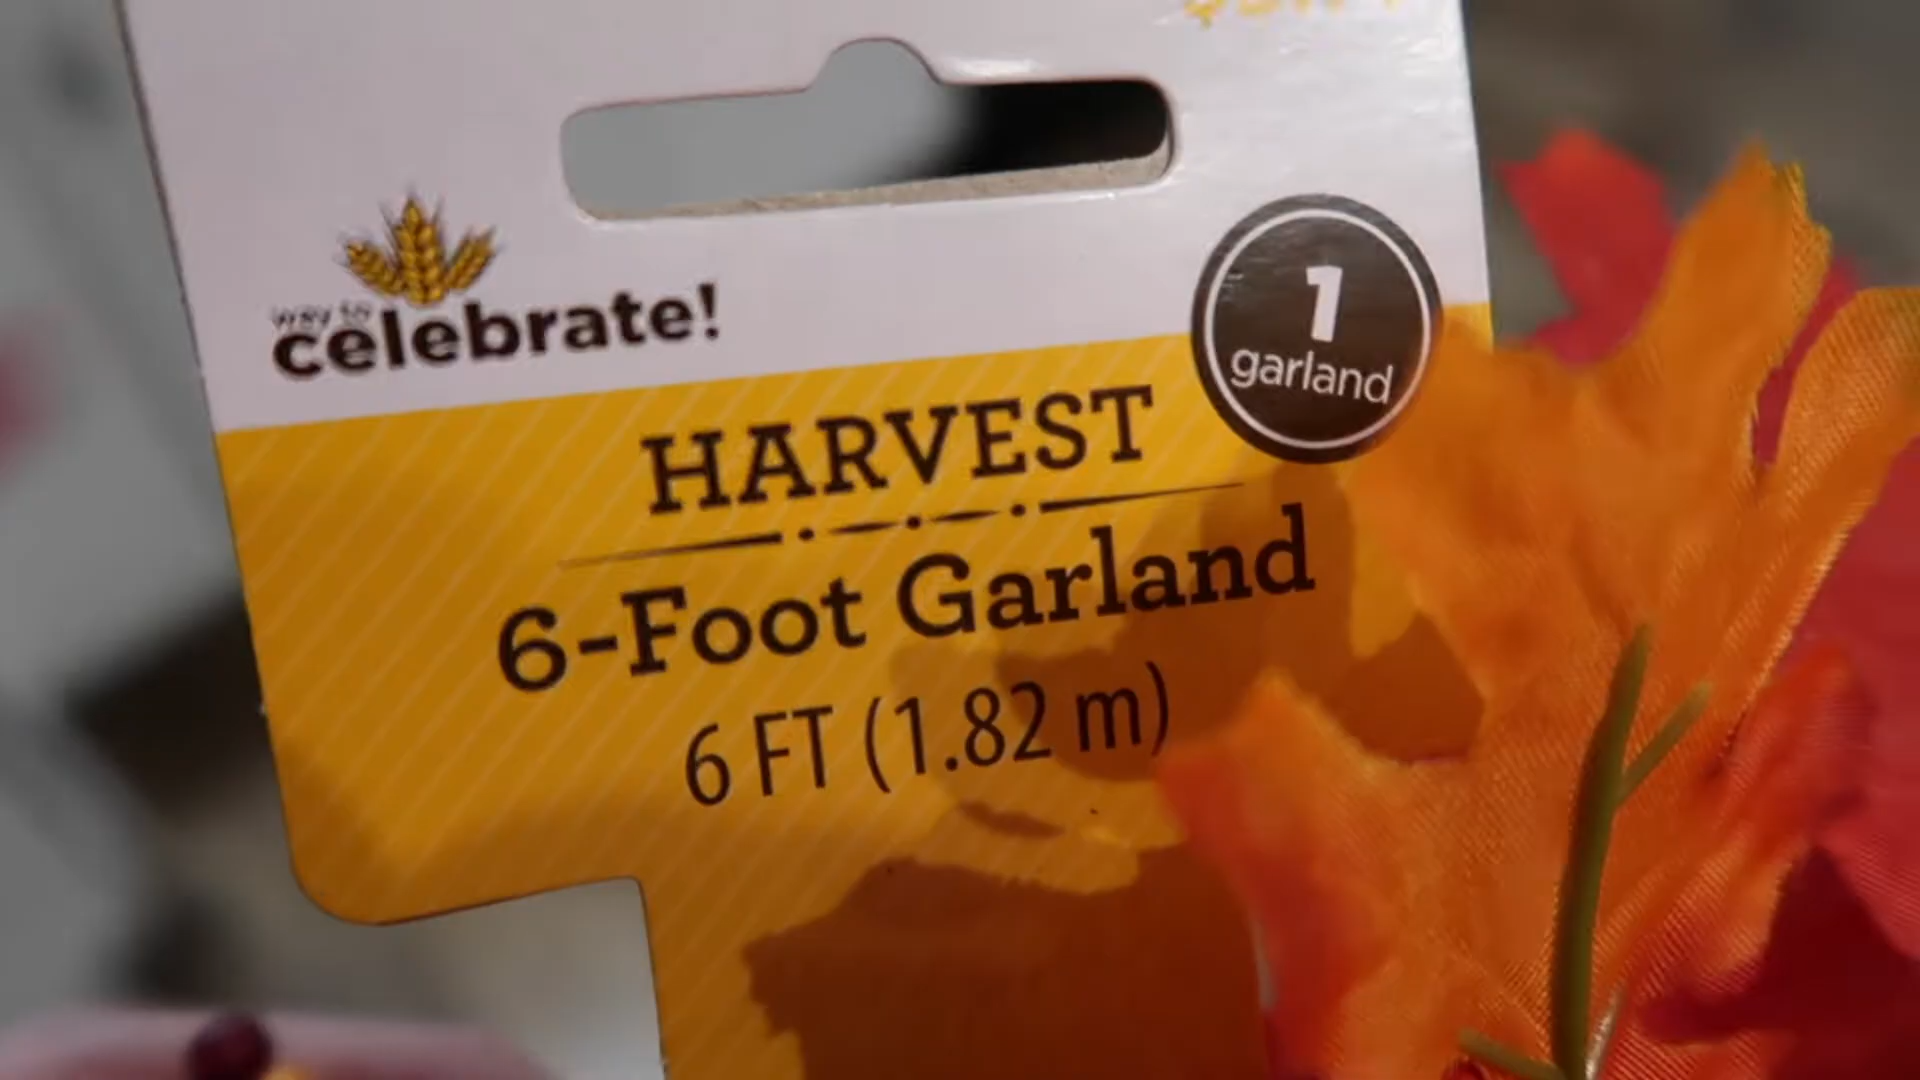 way to
celebrate!
1
garland
HARVEST
6-Foot Garland
6 FT (1.82 m)